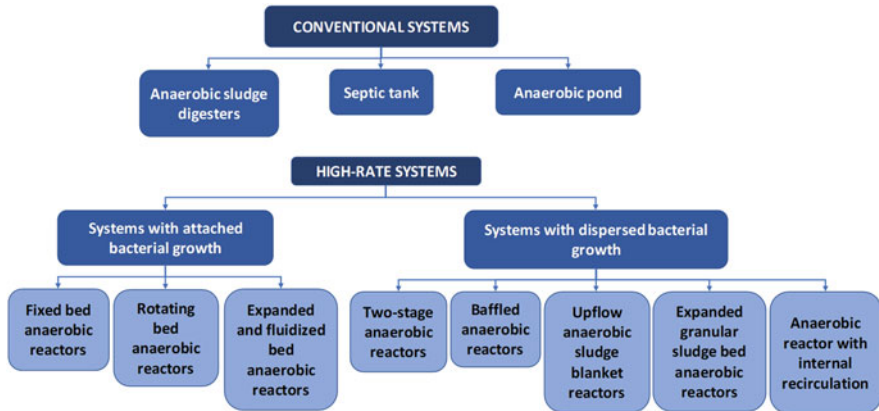 CONVENTIONAL SYSTEMS
Anaerobic sludge
digesters
Septic tank
Anaerobic pond
HIGH-RATE SYSTEMS
Systems with attached
bacterial growth
Systems with dispersed bacterial
growth
Fixed bed
anaerobic
reactors
Rotating
bed
anaerobic
reactors
Expanded
and fluidized
bed
anaerobic
reactors
Two-stage
anaerobic
reactors
Baffled
anaerobic
reactors
Upflow
anaerobic
sludge
blanket
reactors
Expanded
granular
sludge bed
anaerobic
reactors
Anaerobic
reactor with
internal
recirculation